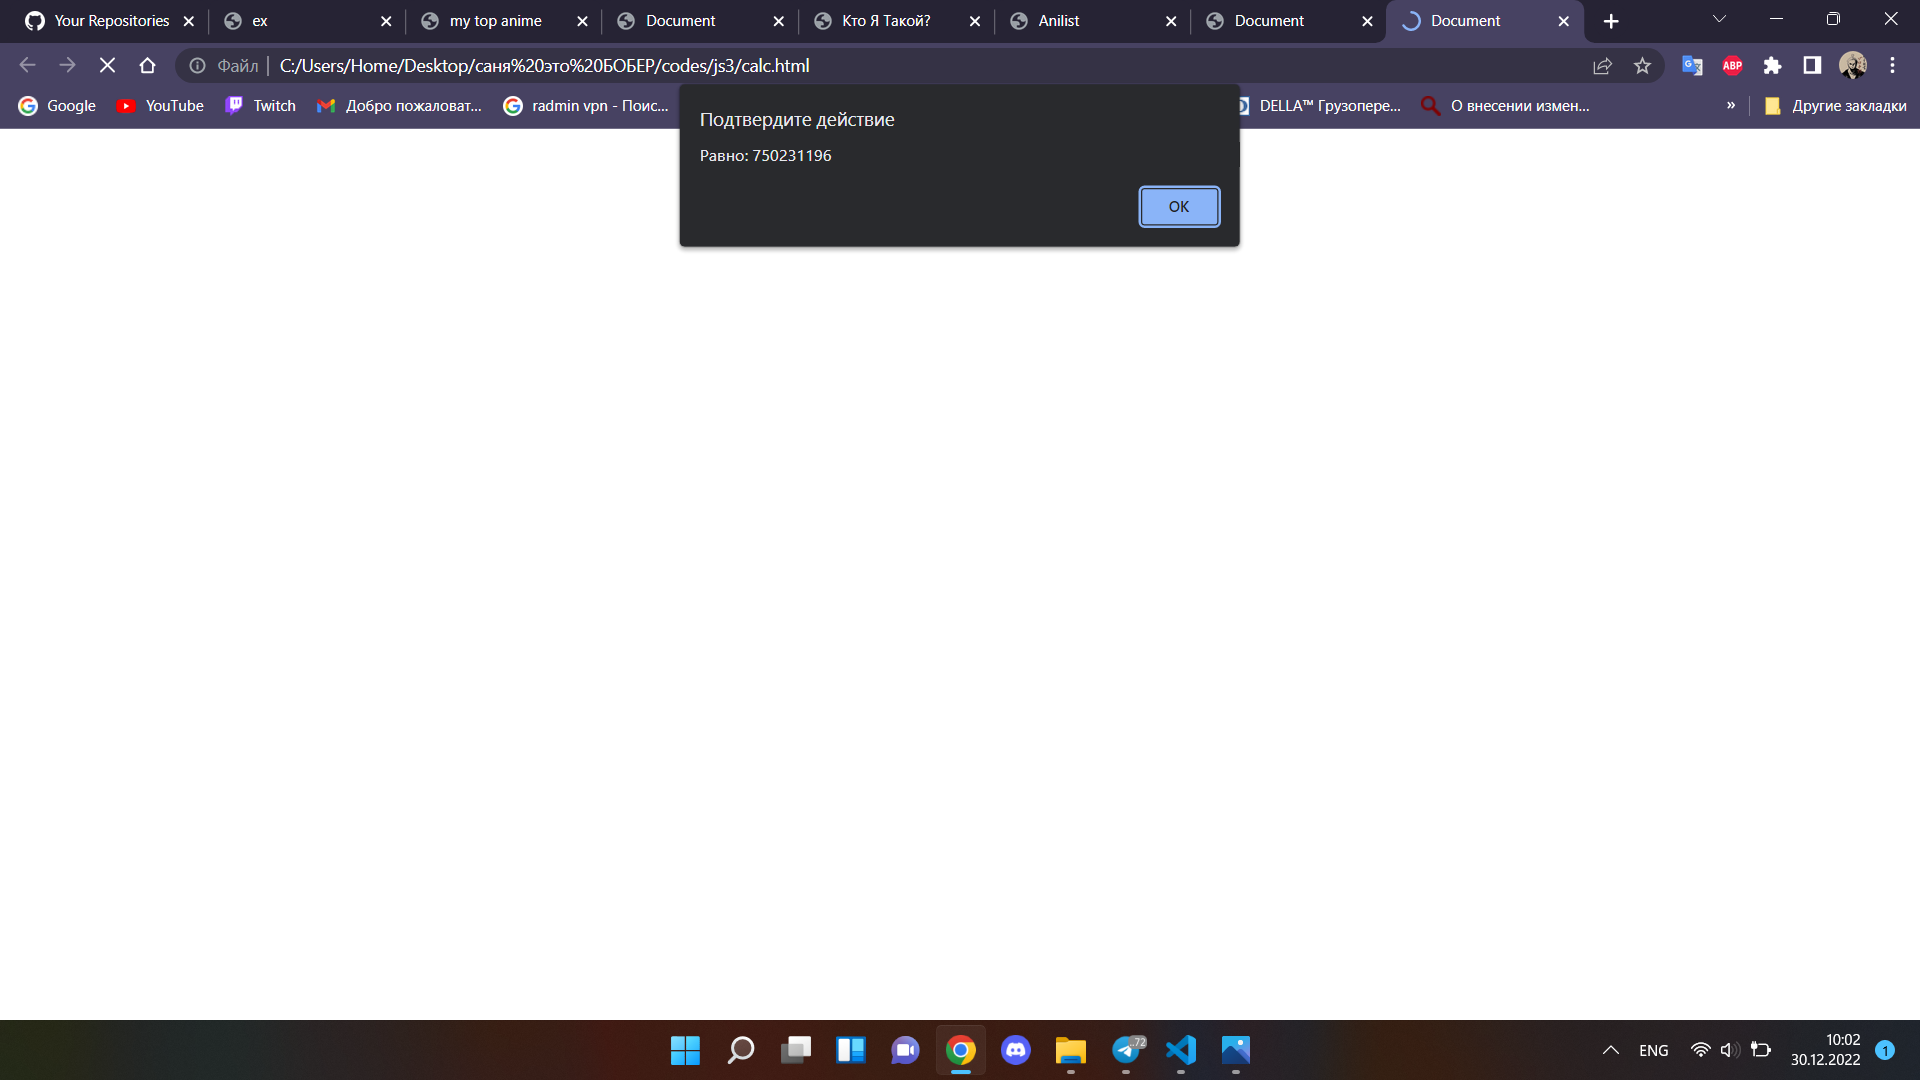 Your Repositories
ex
my top anime
Document
Кто Я Такой?
Anilist
Document
Document
Файл
C:/Users/Home/Desktop/саня%20это%20БОБЕР/codes/js3/calc.html
ABP
Google
YouTube
Twitch
Добро пожаловат...
radmin vpn - Поис...
DELLA™ Грузопере...
О внесении измен...
»
Другие закладки
Подтвердите действие
Равно: 750231196
ОК
..72
ENG
10:02
30.12.2022
1